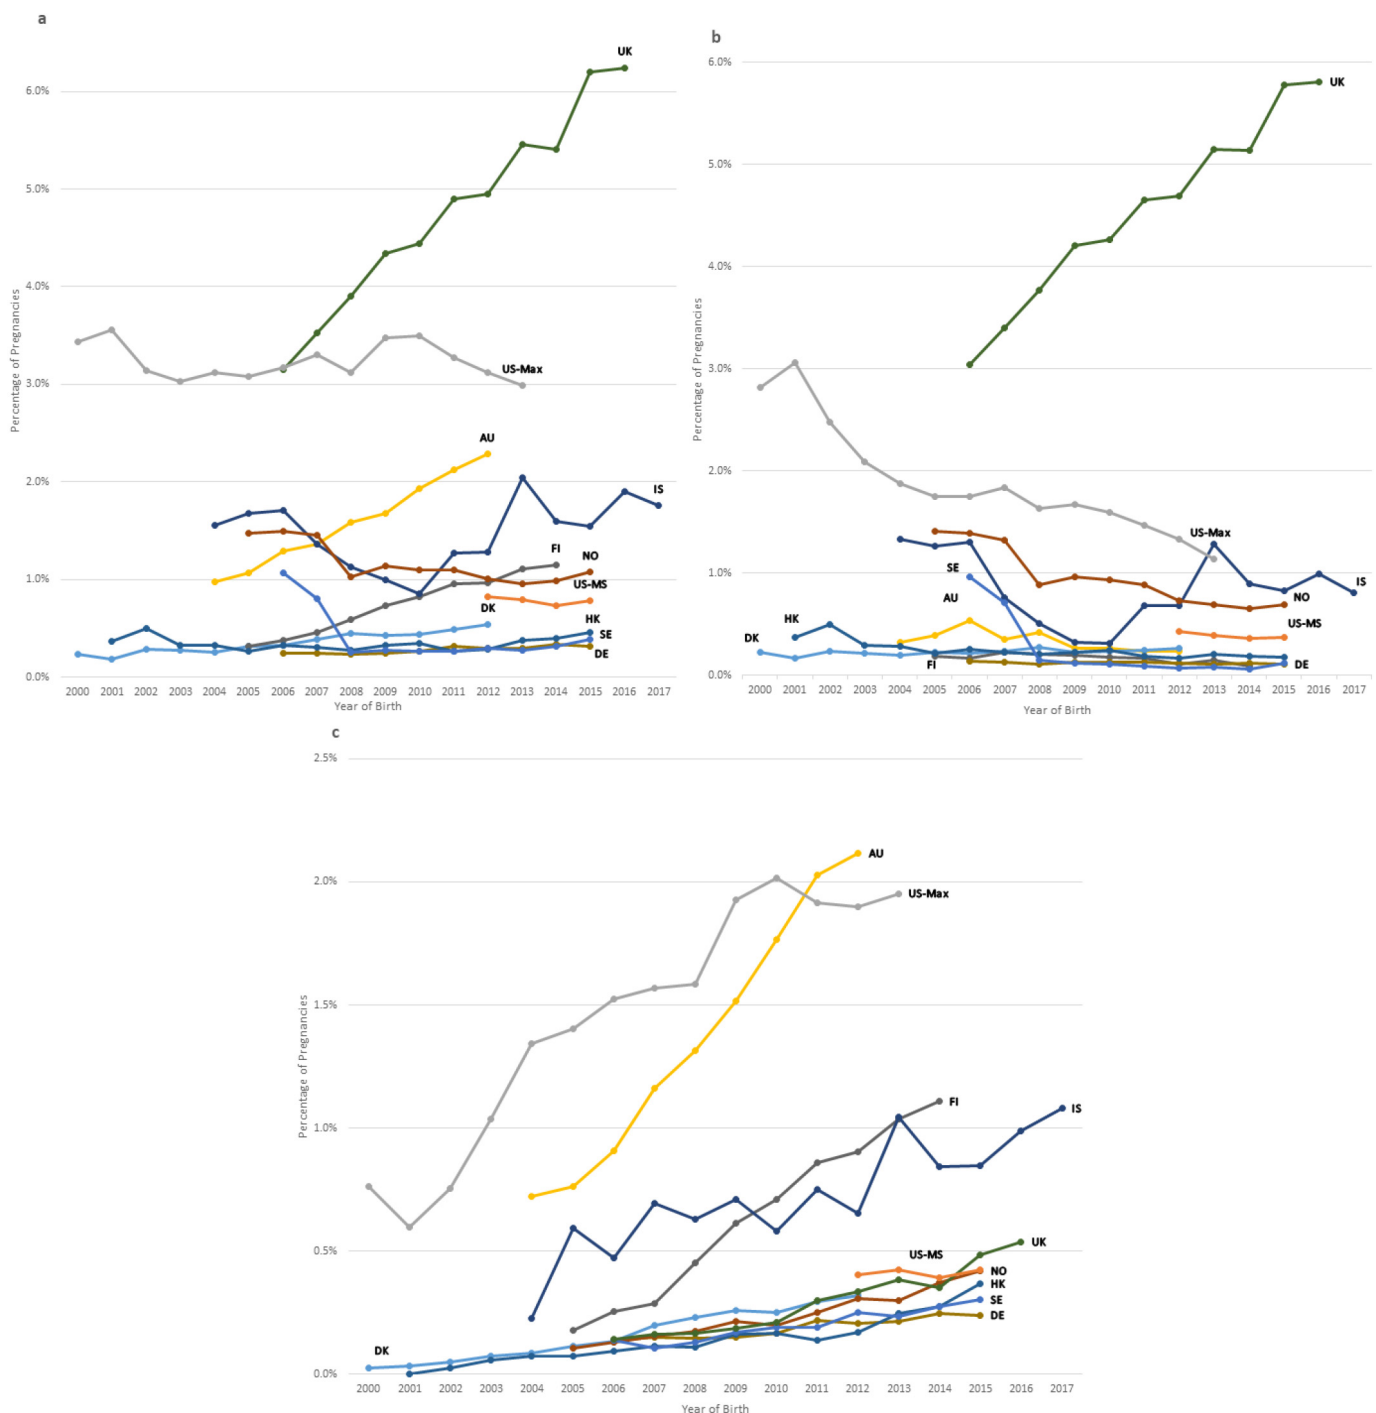 a
UK
6.0%
5.0%
4.0%
3.0%
2.0%
1.0%
0.0%
Percentage of Pregnancies
US-Max
AU
IS
FI
NO
US-MS
DK
HK
SE
DE
2000 2001 2002 2003 2004 2005 2006 2007 2008 2009 2010 2011 2012 2013 2014 2015 2016 2017
Year of Birth
b
6.0%
5.0%
4.0%
3.0%
2.0%
1.0%
0.0%
Percentage of Pregnancies
UK
US-Max
SE
IS
AU
NO
HK
US-MS
DK
FI
DE
2000 2001 2002 2003 2004 2005 2006 2007 2008 2009 2010 2011 2012 2013 2014 2015 2016 2017
Year of Birth
c
2.5%
2.0%
1.5%
1.0%
0.5%
0.0%
Percentage of Pregnancies
AU
US-Max
FI
IS
US-MS
UK
NO
HK
SE
DE
DK
2000 2001 2002 2003 2004 2005 2006 2007 2008 2009 2010 2011 2012 2013 2014 2015 2016 2017
Year of Birth